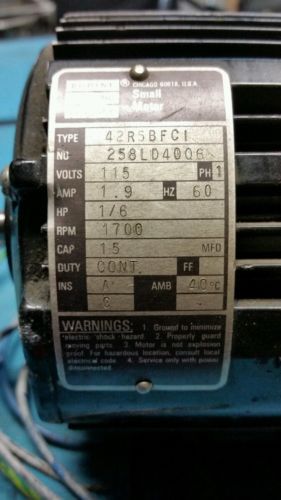 BODINE ® CHICAGO 60618, U.S.A.
Small
Motor
TYPE 42R5BFCI
NO 258LD4006
VOLTS 115 PH 1
AMP 1.9 HZ 60
HP 1/6
RPM 1700
CAP 15 MFD
DUTY CONT. FF
INS A AMB 40 °C
C -
WARNINGS: 1. Ground to minimize
electric shock hazard 2. Properly guard
moving parts 3. Motor is not explosion
proof. For hazardous location, consult local
electrical code 4. Service only with power
disconnected.